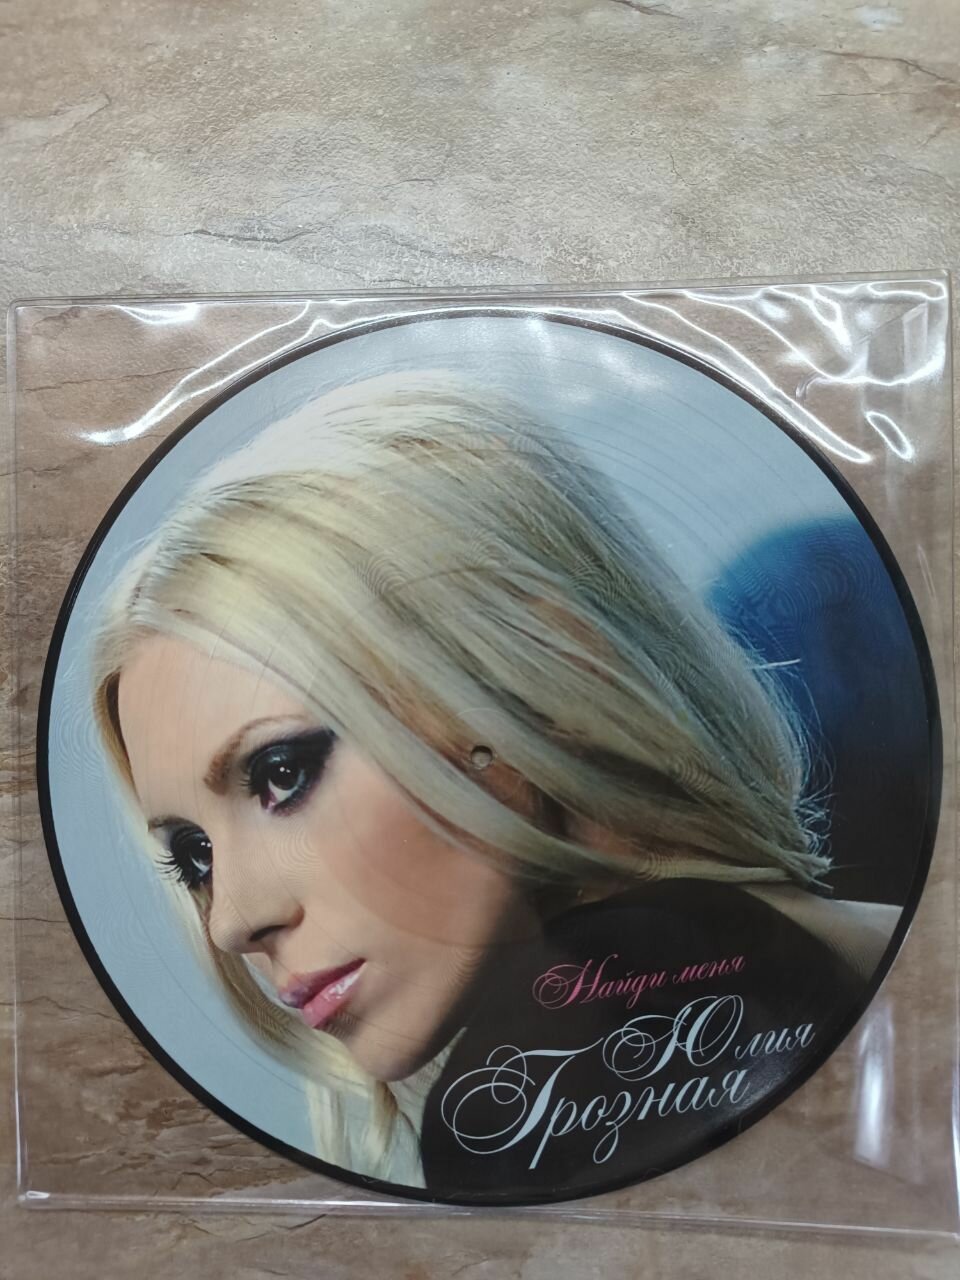 Найди меня
Юлия
Грозная